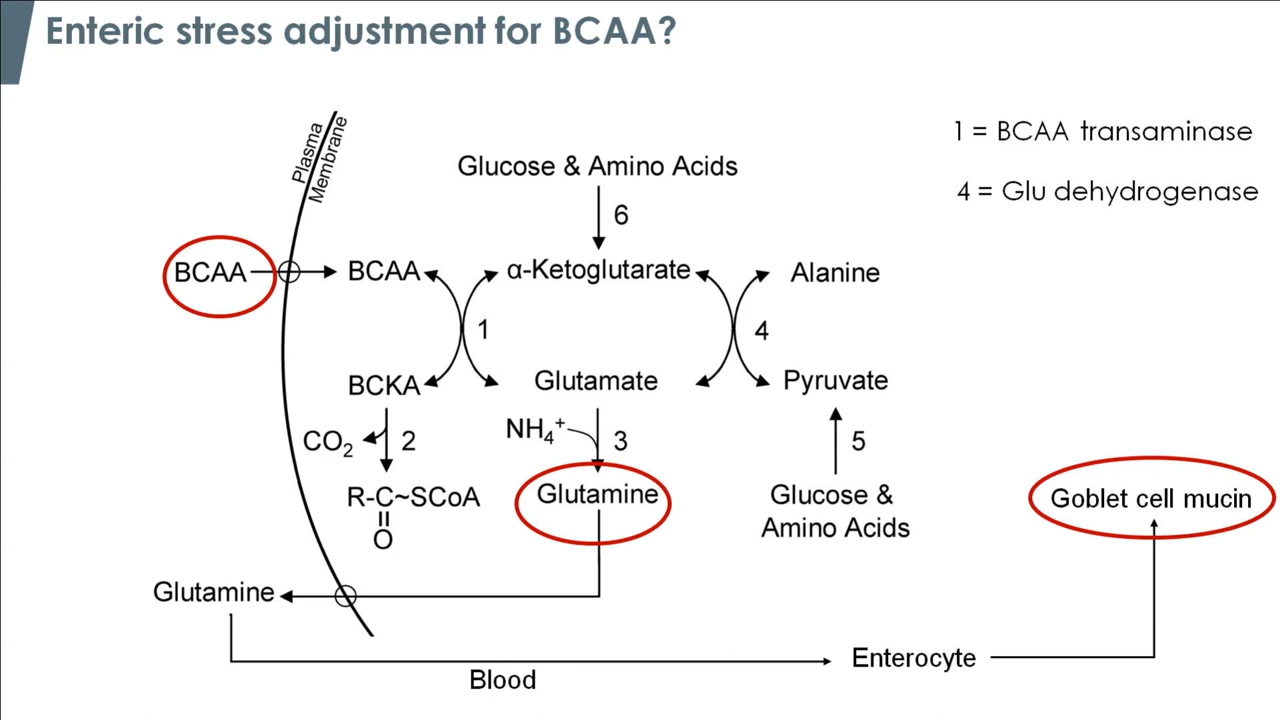 Enteric stress adjustment for BCAA?
1 = BCAA transaminase
4 = Glu dehydrogenase
Plasma
Membrane
Glucose & Amino Acids
6
BCAA
BCAA
α-Ketoglutarate
Alanine
1
4
BCKA
Glutamate
Pyruvate
CO₂
2
NH₄⁺
3
5
R-C~SCoA
O
Glutamine
Glucose &
Amino Acids
Goblet cell mucin
Glutamine
Blood
Enterocyte